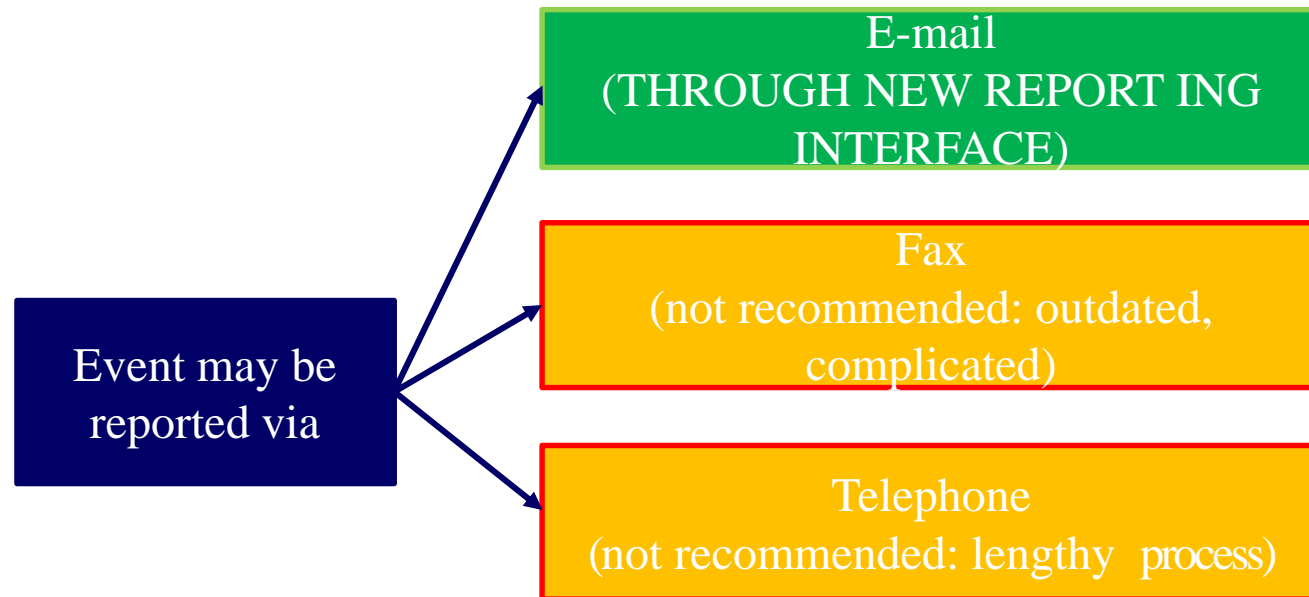 E-mail
(THROUGH NEW REPORT ING
INTERFACE)
Fax
(not recommended: outdated,
complicated)
Event may be
reported via
Telephone
(not recommended: lengthy process)